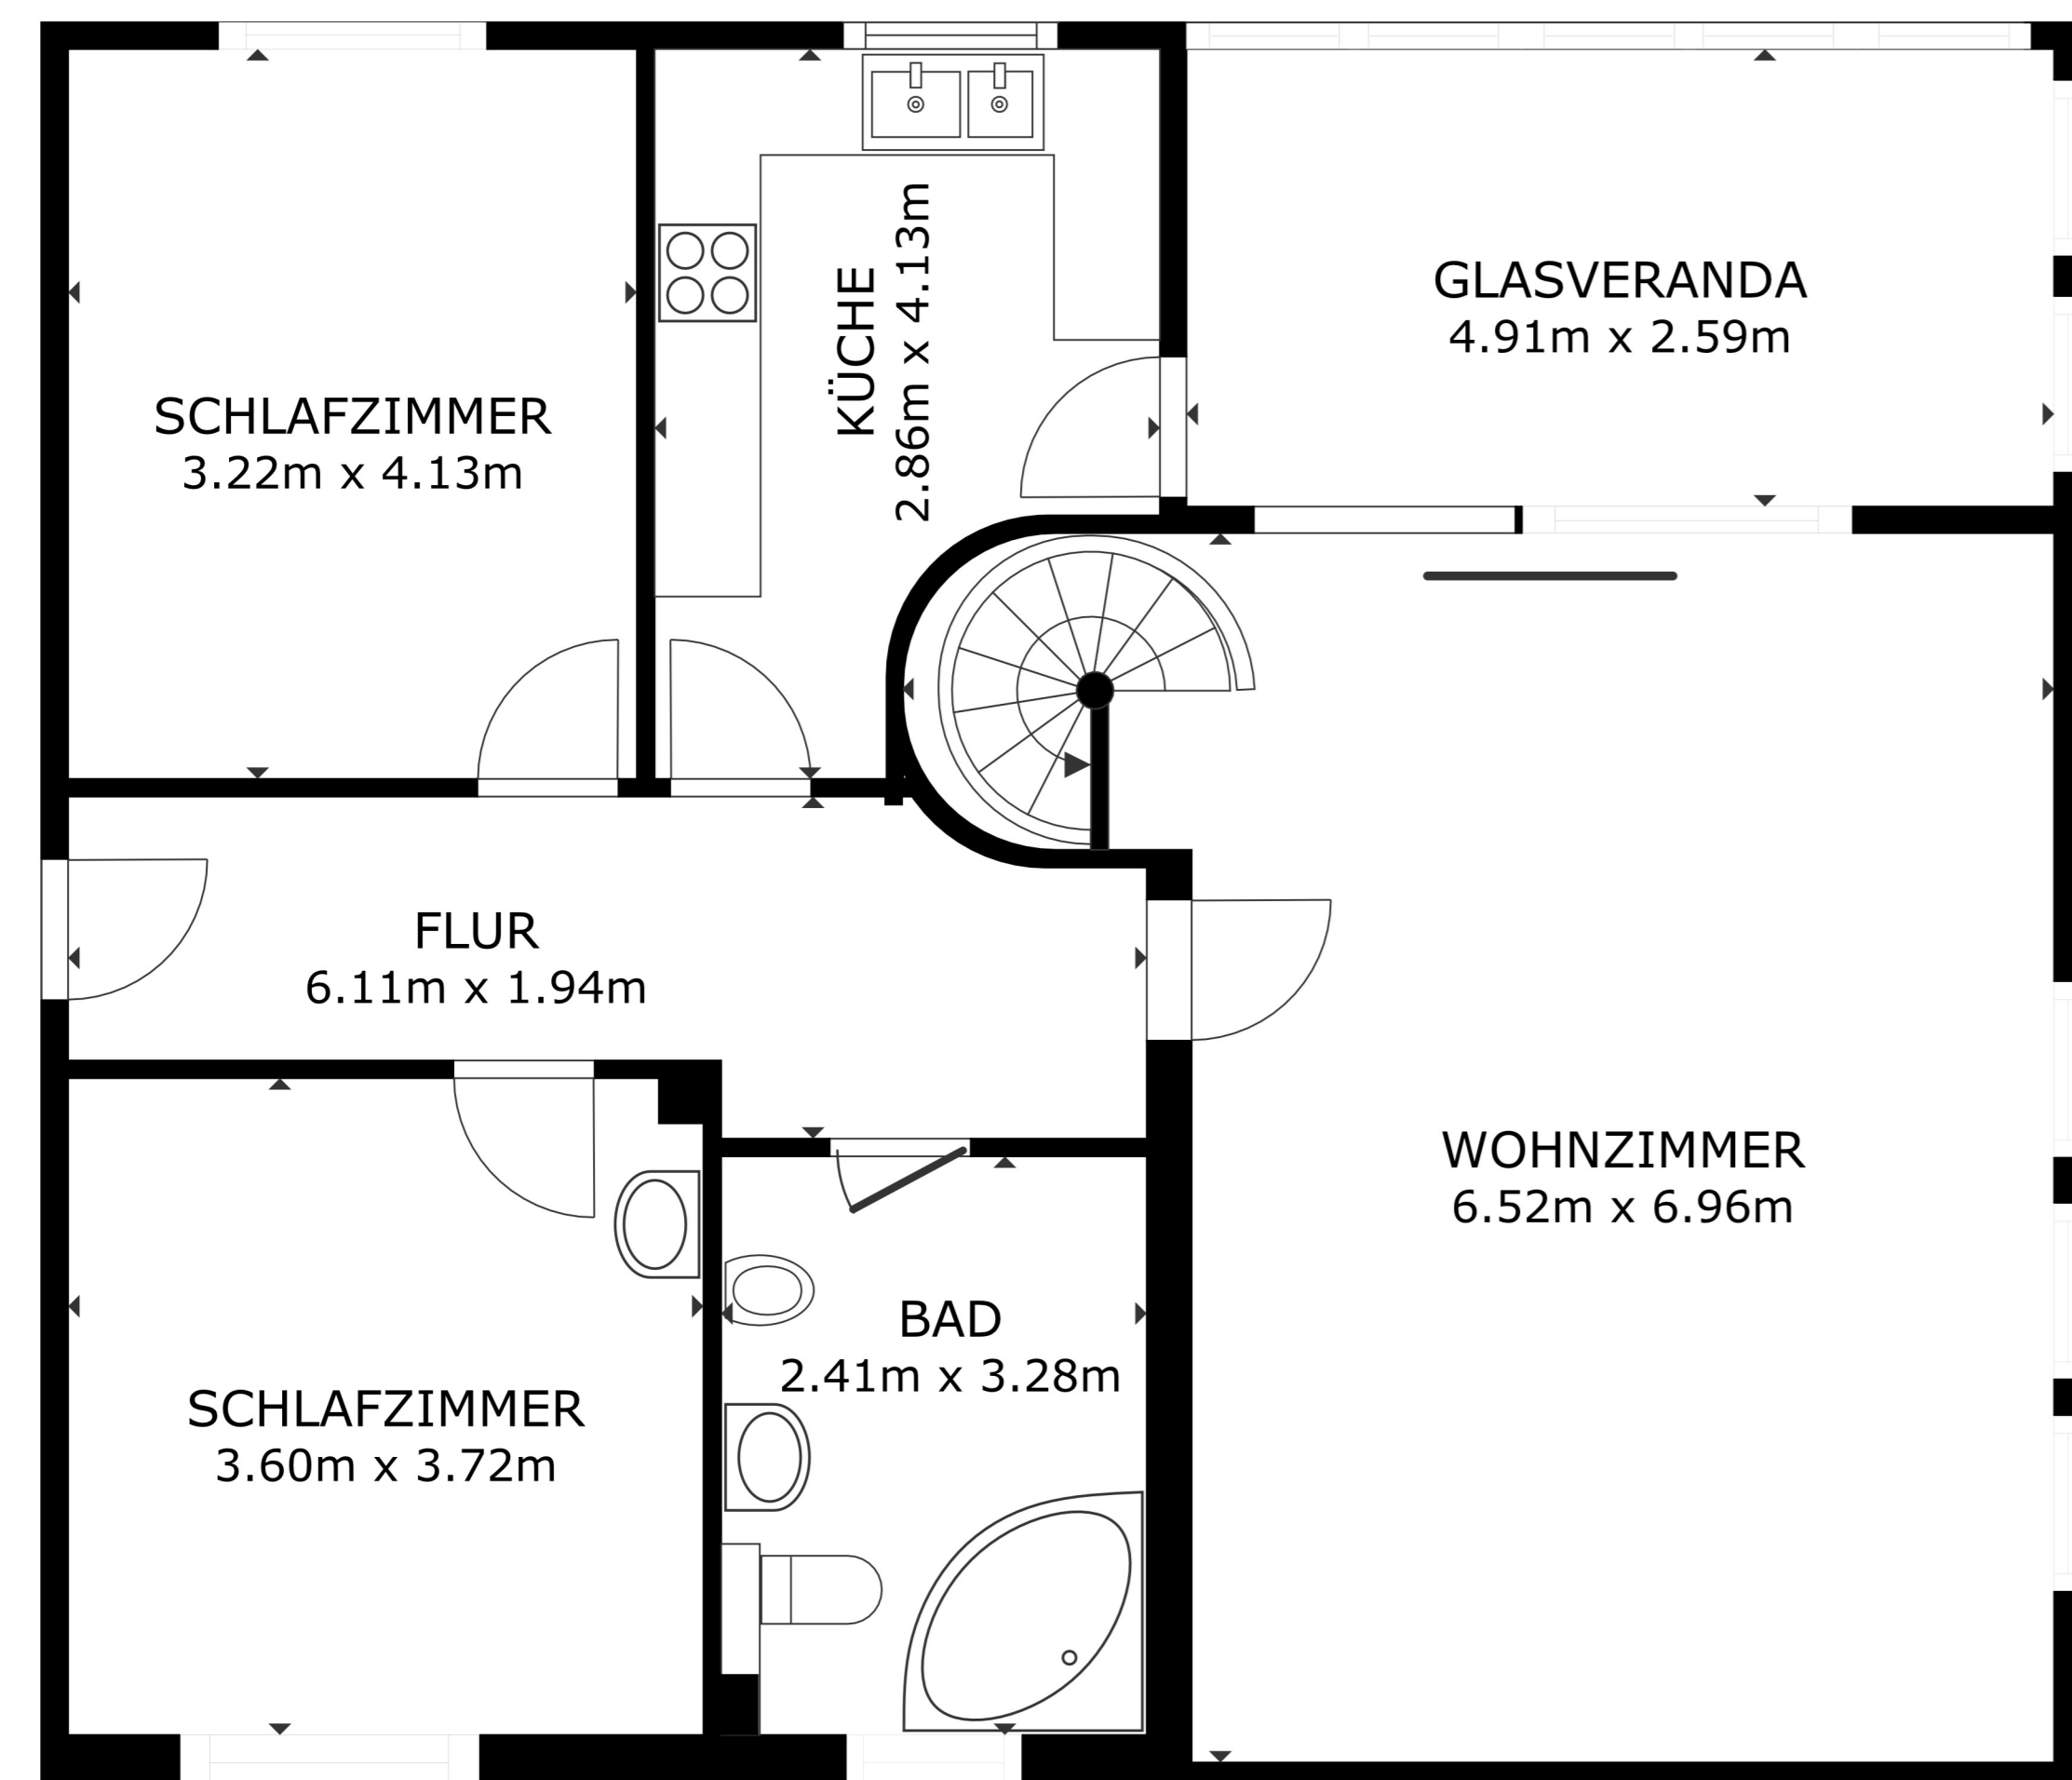 SCHLAFZIMMER
3.22m x 4.13m
KÜCHE
2.86m x 4.13m
GLASVERANDA
4.91m x 2.59m
FLUR
6.11m x 1.94m
WOHNZIMMER
6.52m x 6.96m
BAD
2.41m x 3.28m
SCHLAFZIMMER
3.60m x 3.72m